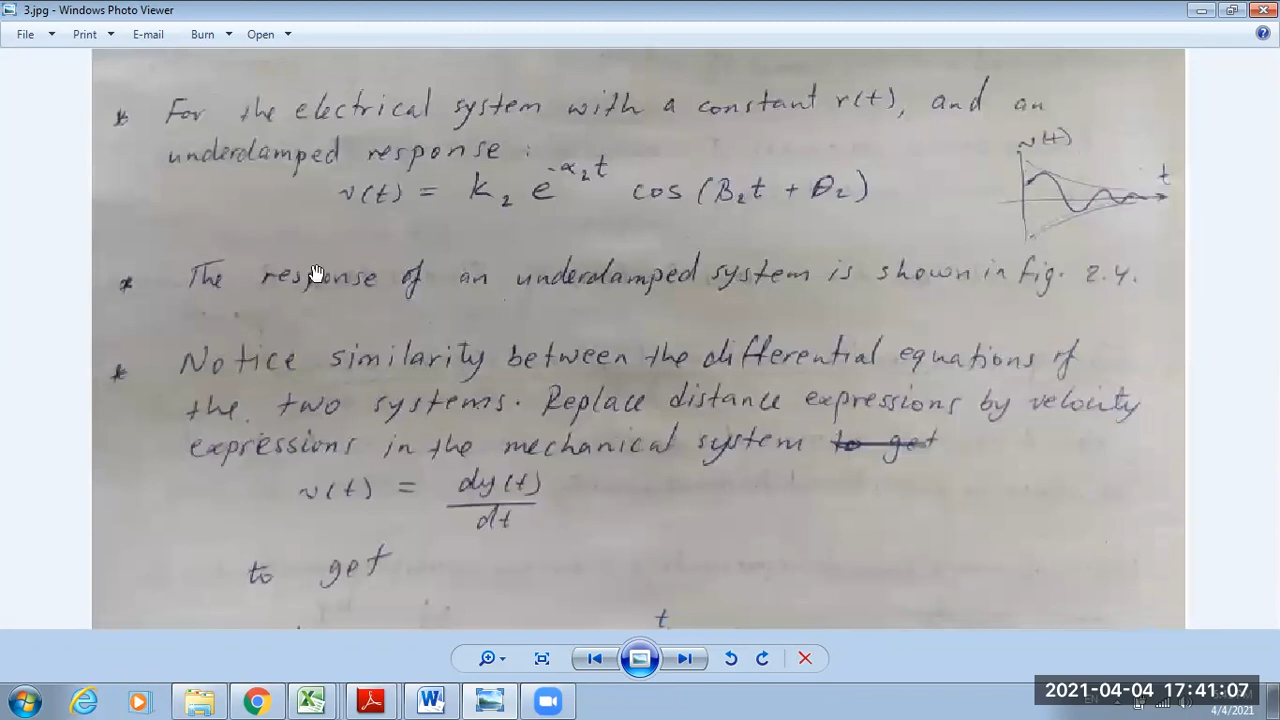 3.jpg - Windows Photo Viewer
File Print E-mail Burn Open
* For the electrical system with a constant r(t), and an
underdamped response :
v(t) = K₂ e^-α₂t cos (B₂t + θ₂)
v(t)
t
* The response of an underdamped system is shown in fig. 2.4.
* Notice similarity between the differential equations of
the two systems. Replace distance expressions by velocity
expressions in the mechanical system to get
v(t) = dy(t)
dt
to get
t
2021-04-04 17:41:07
EN
4/4/2021